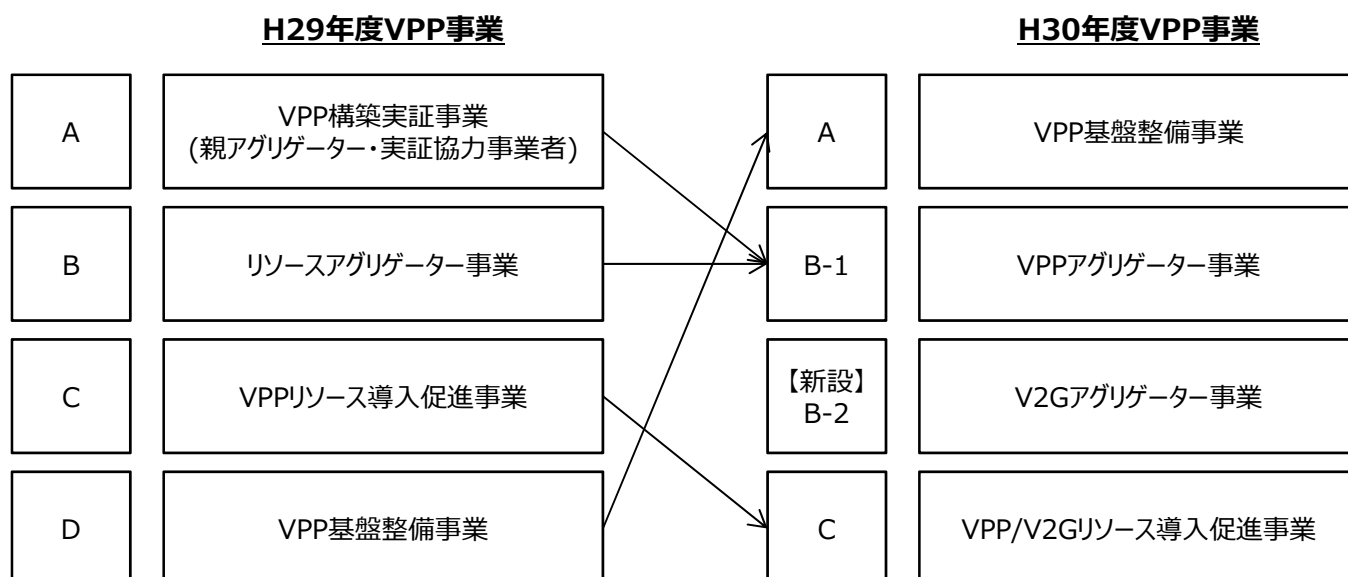 H29年度VPP事業
H30年度VPP事業
A
VPP構築実証事業
(親アグリゲーター・実証協力事業者)
A
VPP基盤整備事業
B
リソースアグリゲーター事業
B-1
VPPアグリゲーター事業
C
VPPリソース導入促進事業
【新設】
B-2
V2Gアグリゲーター事業
D
VPP基盤整備事業
C
VPP/V2Gリソース導入促進事業